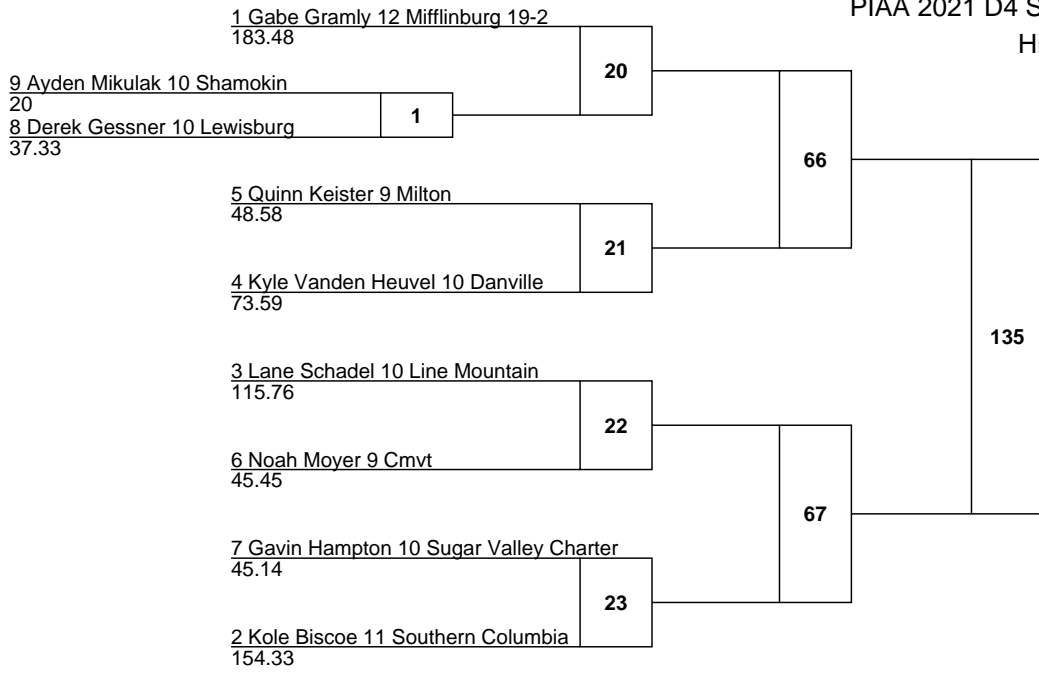 PIAA 2021 D4 S
1 Gabe Gramly 12 Mifflinburg 19-2
183.48
20
9 Ayden Mikulak 10 Shamokin
20
1
8 Derek Gessner 10 Lewisburg
37.33
66
5 Quinn Keister 9 Milton
48.58
21
4 Kyle Vanden Heuvel 10 Danville
73.59
135
3 Lane Schadel 10 Line Mountain
115.76
22
6 Noah Moyer 9 Cmvt
45.45
67
7 Gavin Hampton 10 Sugar Valley Charter
45.14
23
2 Kole Biscoe 11 Southern Columbia
154.33